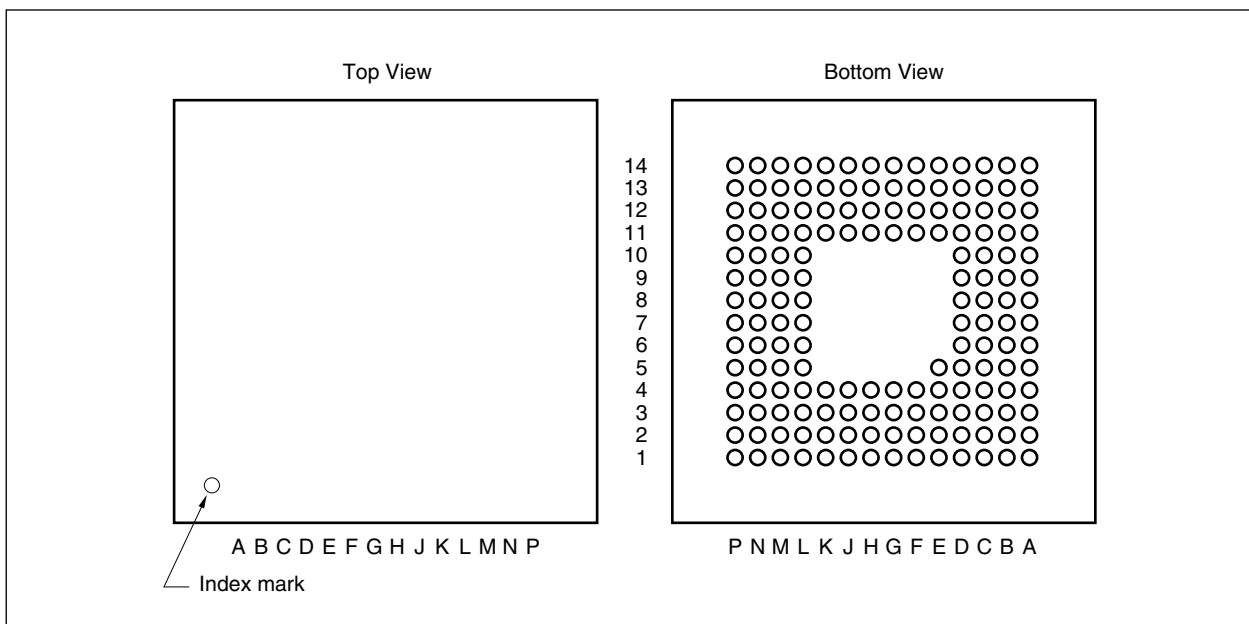 Top View
Bottom View
14
13
12
11
10
9
8
7
6
5
4
3
2
1
A B C D E F G H J K L M N P
P N M L K J H G F E D C B A
Index mark